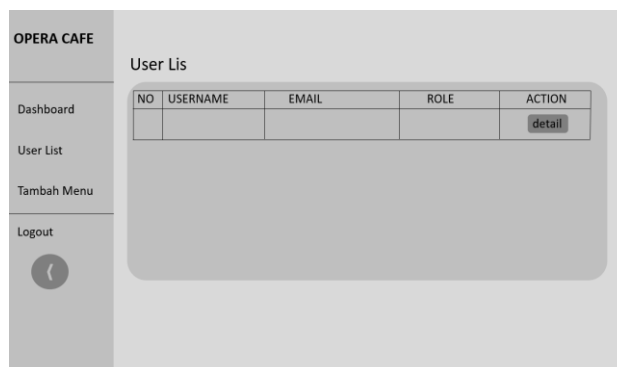 OPERA CAFE
Dashboard
User List
Tambah Menu
Logout
User Lis
NO USERNAME EMAIL ROLE ACTION
detail